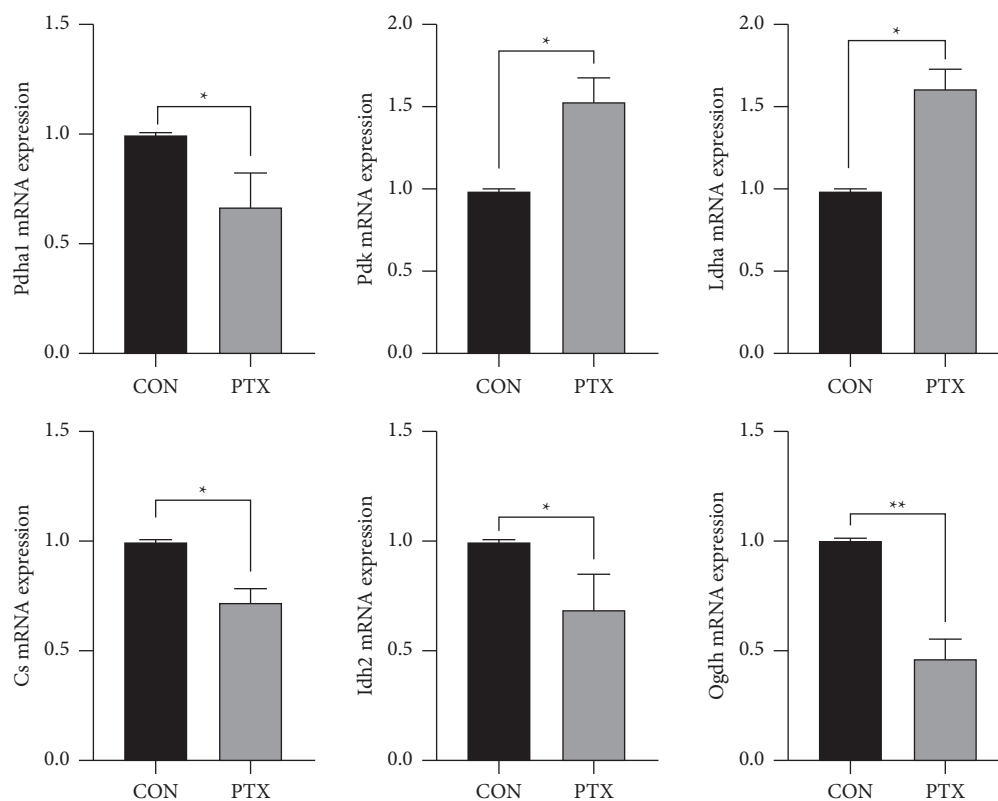 Pdha1 mRNA expression
1.5
1.0
0.5
0.0
*
CON PTX
Pdk mRNA expression
2.0
1.5
1.0
0.5
0.0
*
CON PTX
Ldha mRNA expression
2.0
1.5
1.0
0.5
0.0
*
CON PTX
Cs mRNA expression
1.5
1.0
0.5
0.0
*
CON PTX
Idh2 mRNA expression
1.5
1.0
0.5
0.0
*
CON PTX
Ogdh mRNA expression
1.5
1.0
0.5
0.0
**
CON PTX